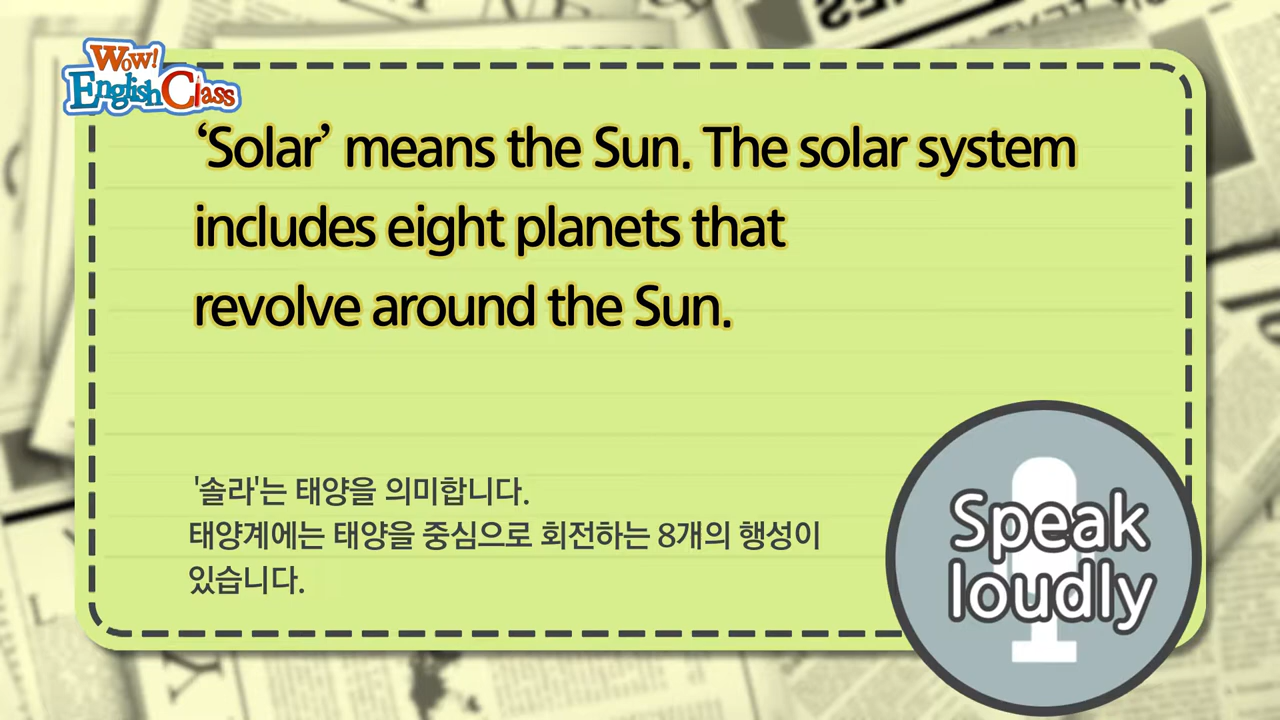 Wow!
English Class
‘Solar’ means the Sun. The solar system
includes eight planets that
revolve around the Sun.
'솔라'는 태양을 의미합니다.
태양계에는 태양을 중심으로 회전하는 8개의 행성이
있습니다.
Speak
loudly